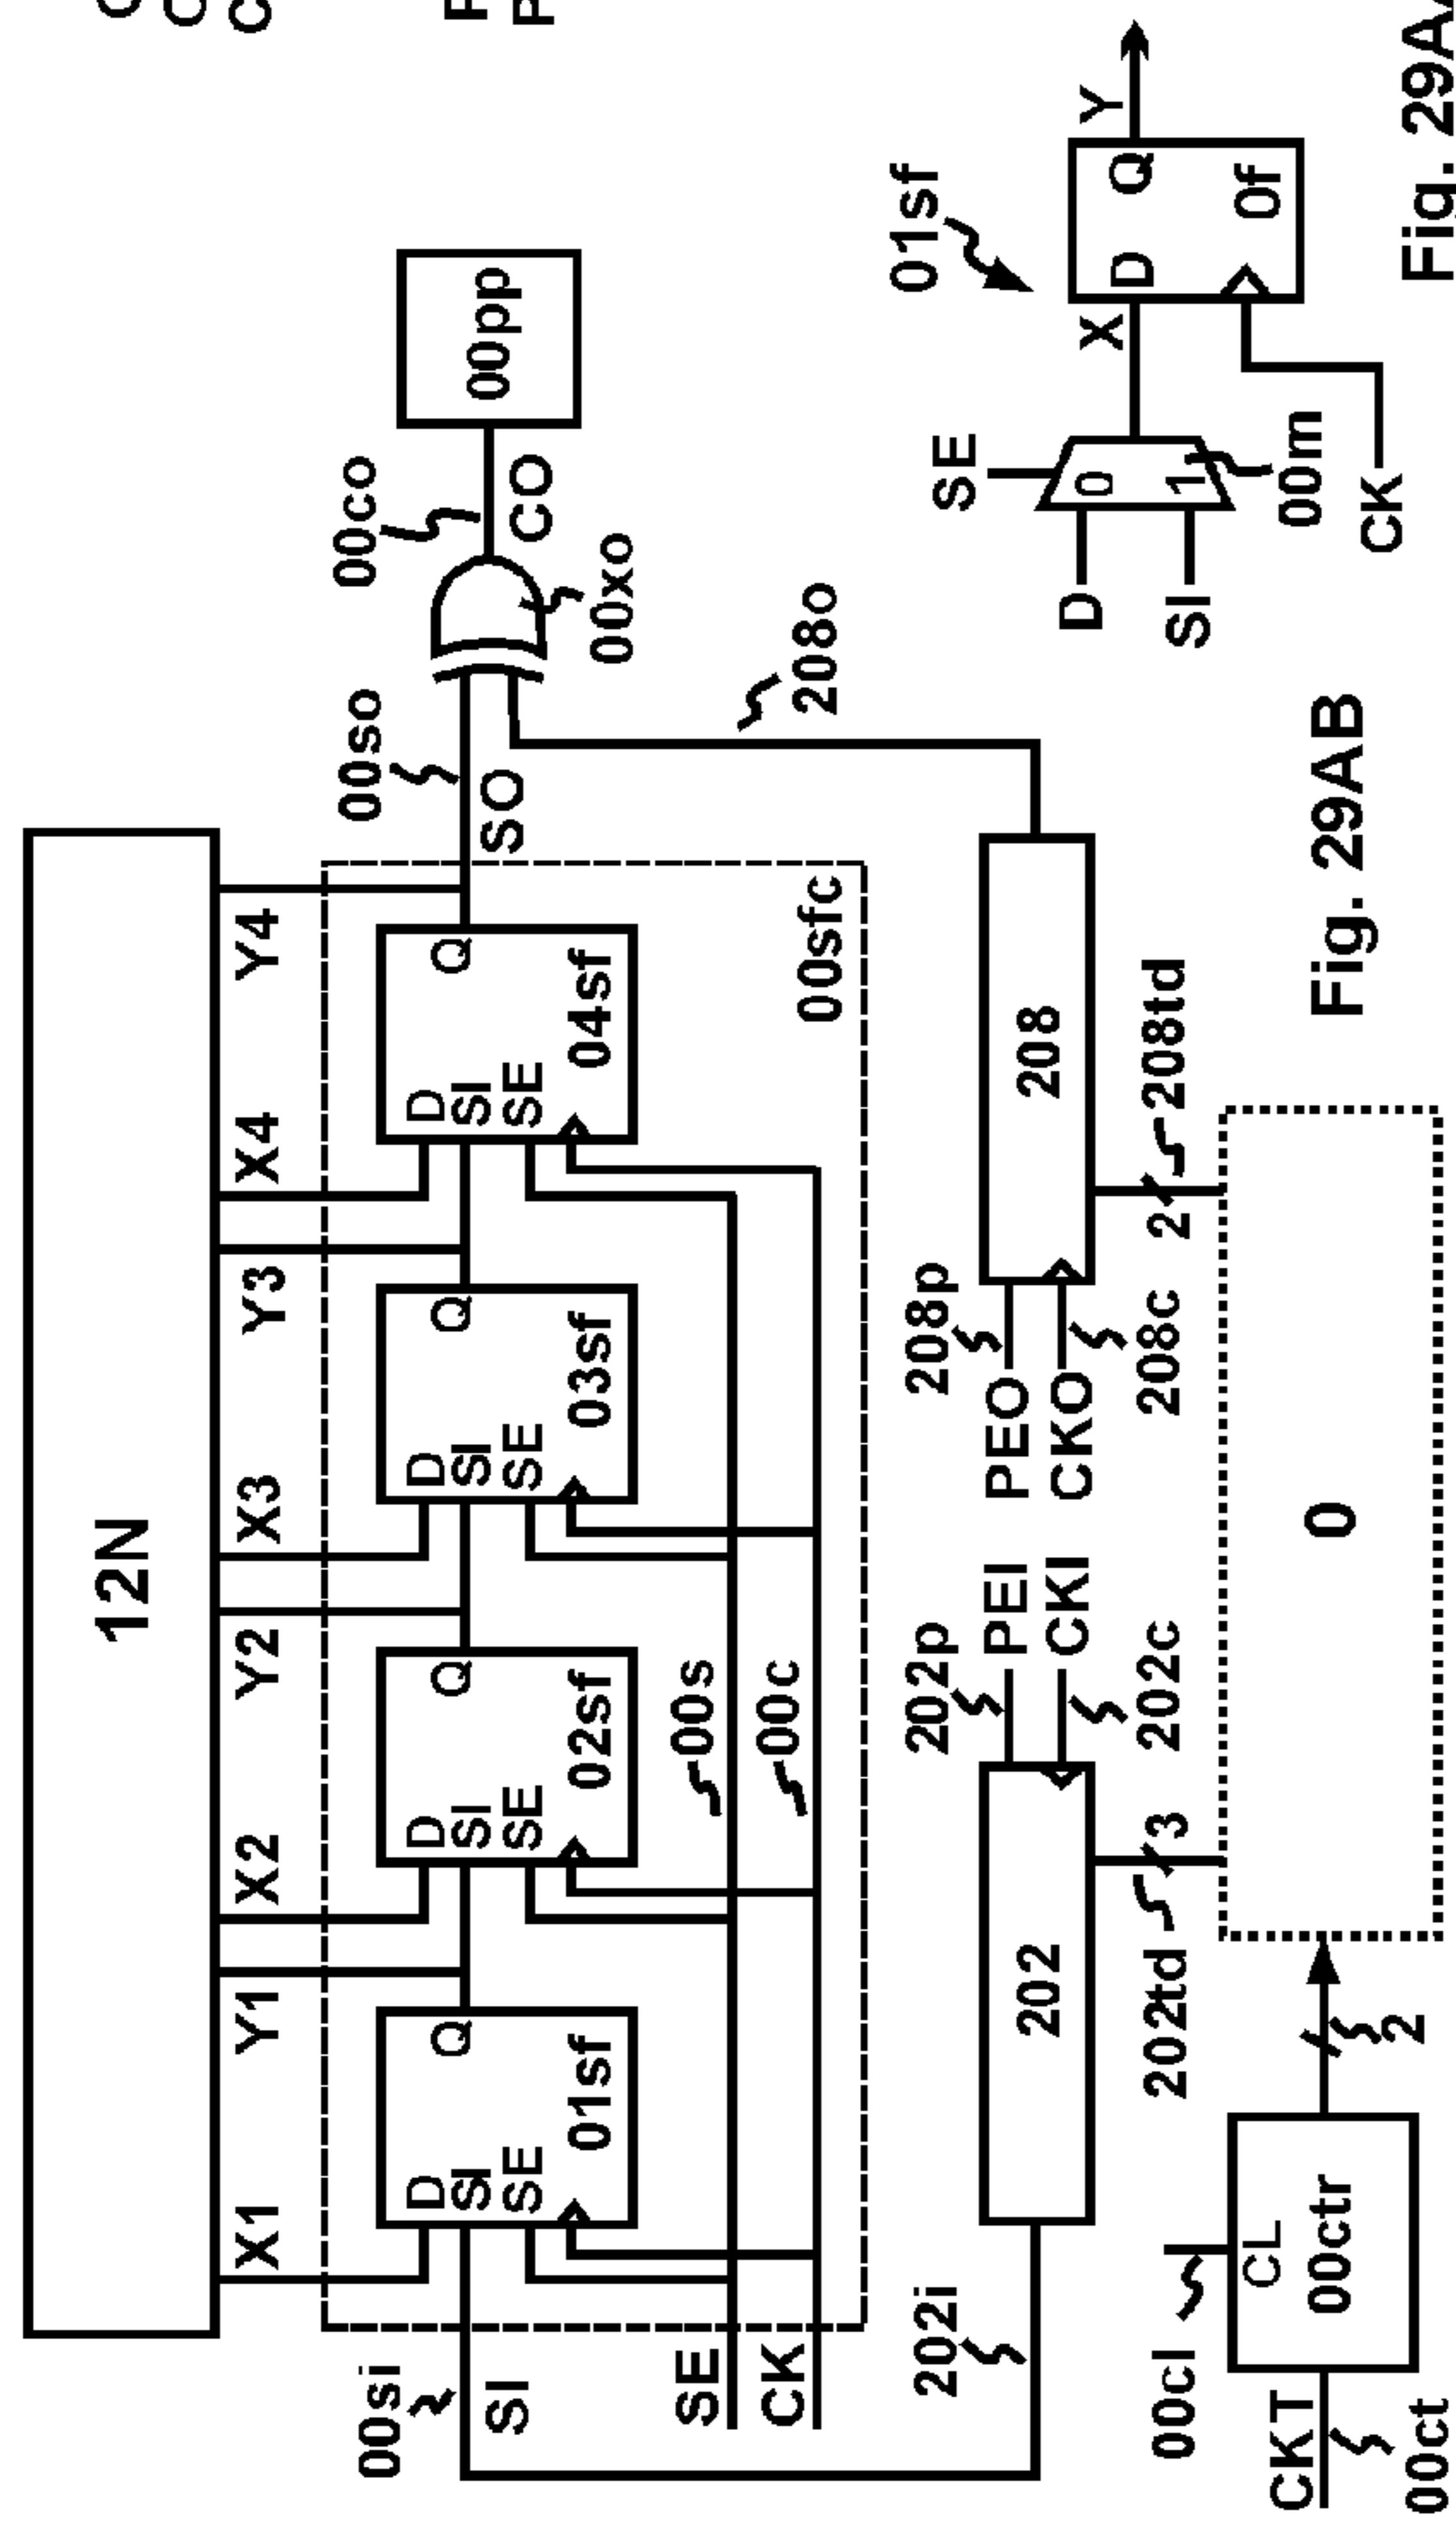 12N
X1
Y1
X2
Y2
X3
Y3
X4
Y4
D
SI
SE
Q
01sf
D
SI
SE
Q
02sf
D
SI
SE
Q
03sf
D
SI
SE
Q
04sf
00si
SI
SE
CK
00s
00c
00sfc
00so
SO
00co
CO
00xo
00pp
208o
202i
202
202p
PEI
CKI
202c
208p
PEO
CKO
208c
208
202td
3
2
208td
0
CKT
00ct
00cl
CL
00ctr
2
Fig. 29AB
01sf
SE
D
SI
0
1
00m
X
D
Q
0f
Y
CK